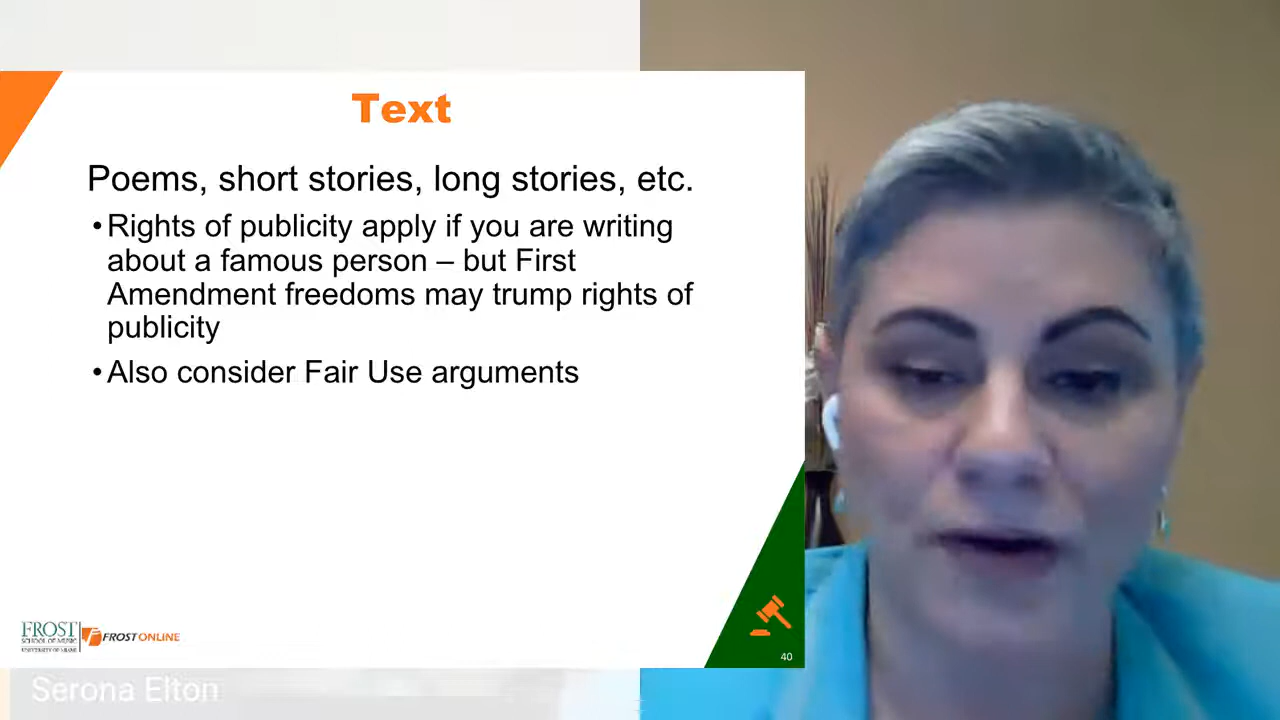 Text
Poems, short stories, long stories, etc.
•Rights of publicity apply if you are writing
about a famous person – but First
Amendment freedoms may trump rights of
publicity
•Also consider Fair Use arguments
FROST
SCHOOL OF MUSIC
UNIVERSITY OF MIAMI
FROSTONLINE
40
Serona Elton